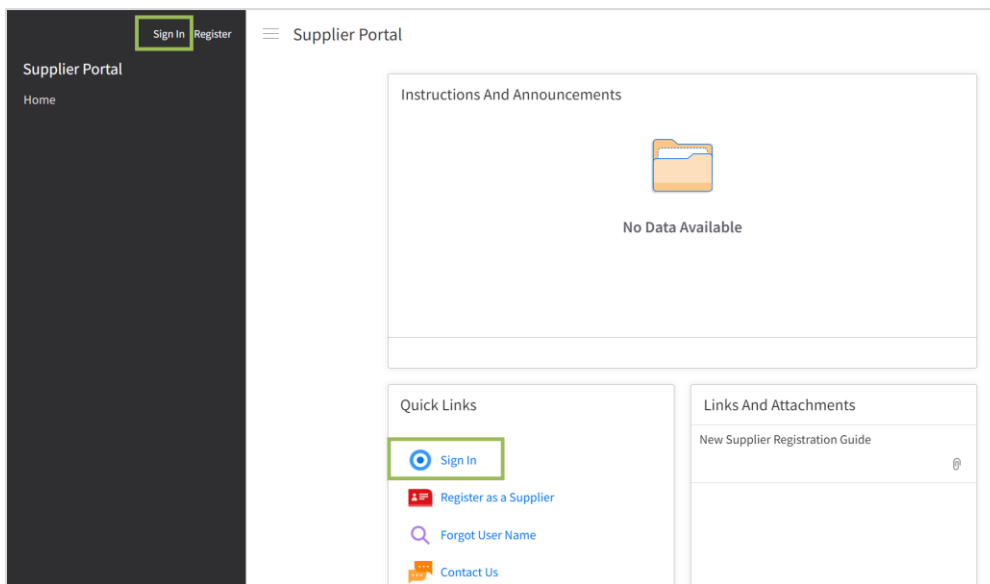 Sign In Register
Supplier Portal
Home
Supplier Portal
Instructions And Announcements
No Data Available
Quick Links
Sign In
Register as a Supplier
Forgot User Name
Contact Us
Links And Attachments
New Supplier Registration Guide